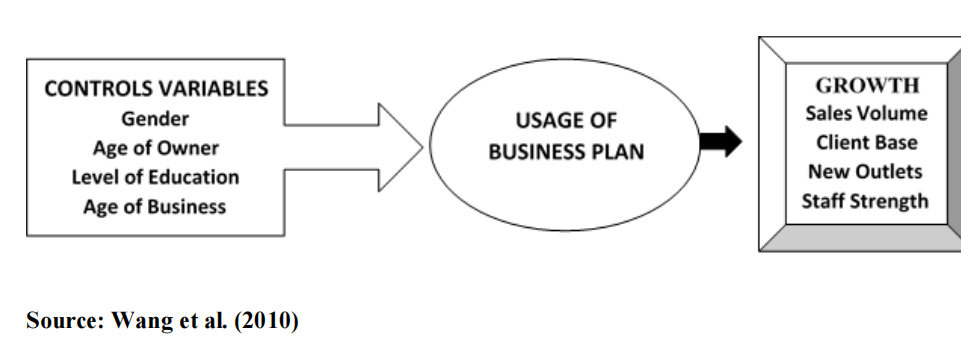 CONTROLS VARIABLES
Gender
Age of Owner
Level of Education
Age of Business
USAGE OF
BUSINESS PLAN
GROWTH
Sales Volume
Client Base
New Outlets
Staff Strength
Source: Wang et al. (2010)